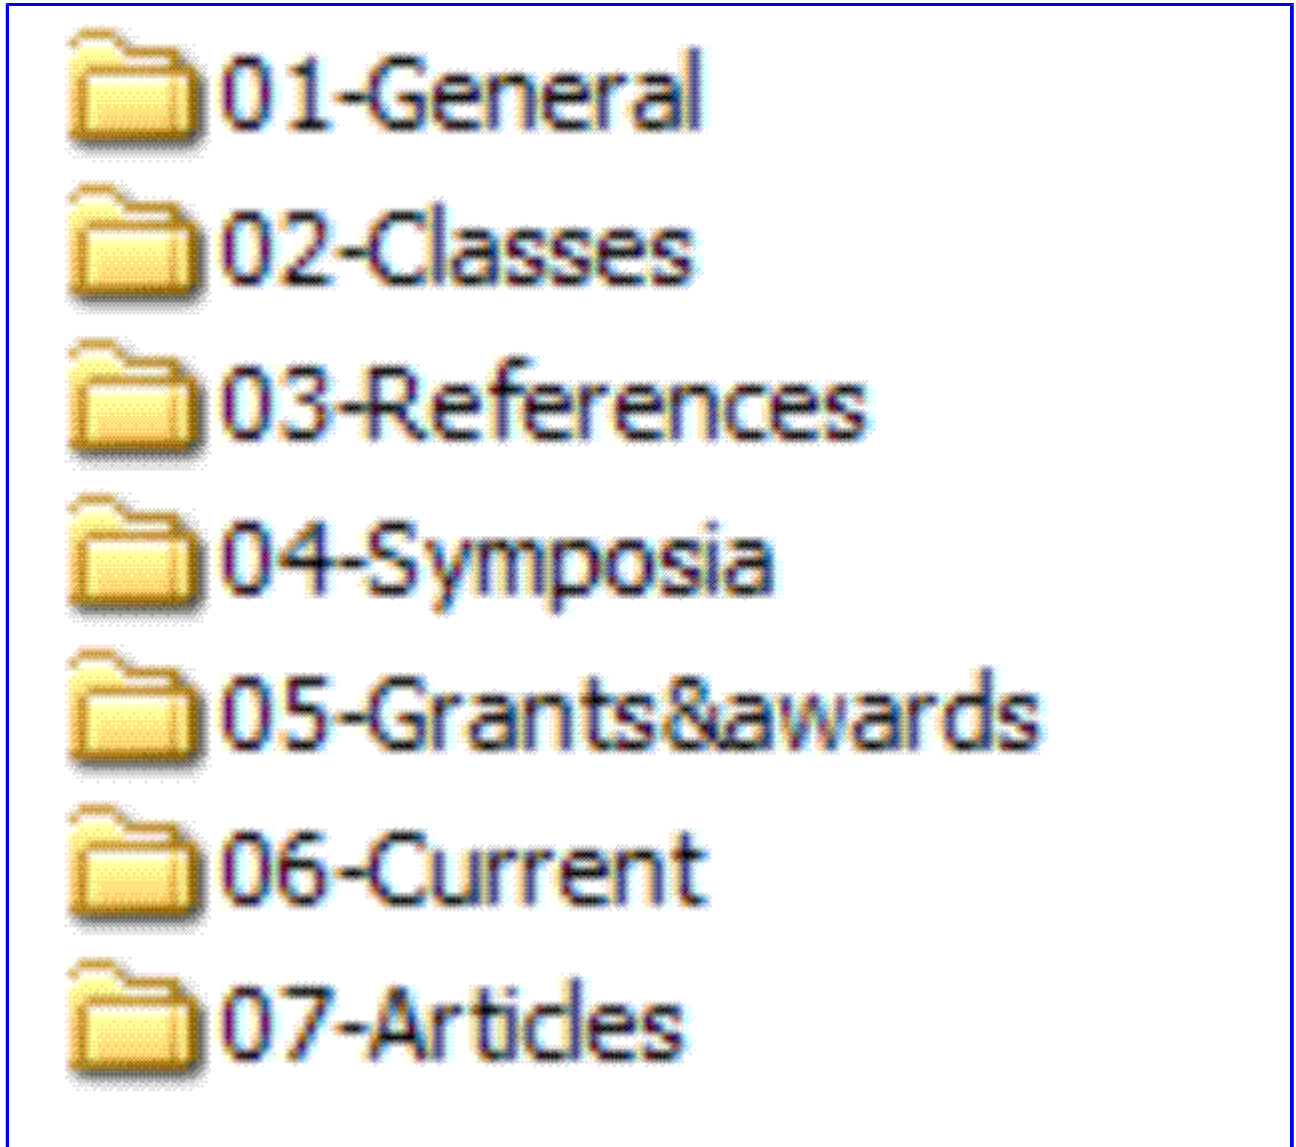 01-General
02-Classes
03-References
04-Symposia
05-Grants&awards
06-Current
07-Articles